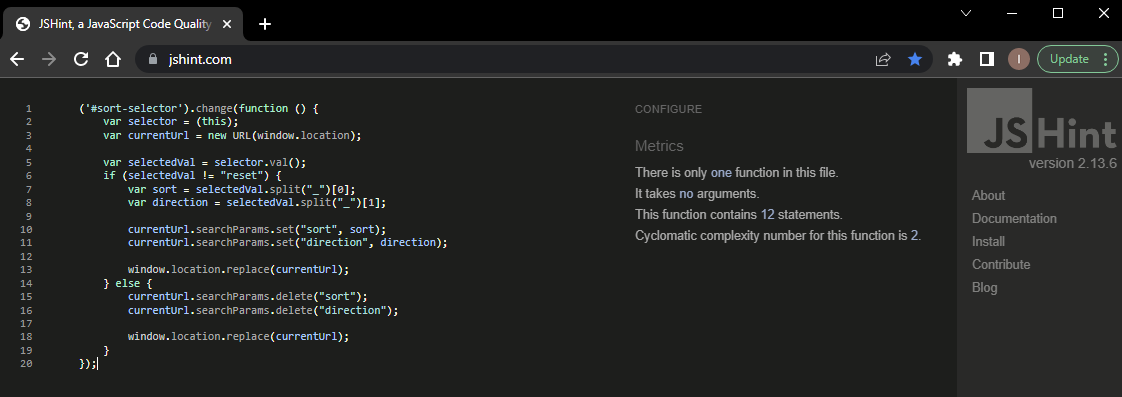 JSHint, a JavaScript Code Quality
jshint.com
I
Update
1 ('#sort-selector').change(function () {
2 var selector = (this);
3 var currentUrl = new URL(window.location);
4
5 var selectedVal = selector.val();
6 if (selectedVal != "reset") {
7 var sort = selectedVal.split("_")[0];
8 var direction = selectedVal.split("_")[1];
9
10 currentUrl.searchParams.set("sort", sort);
11 currentUrl.searchParams.set("direction", direction);
12
13 window.location.replace(currentUrl);
14 } else {
15 currentUrl.searchParams.delete("sort");
16 currentUrl.searchParams.delete("direction");
17
18 window.location.replace(currentUrl);
19 }
20 });
CONFIGURE
Metrics
There is only one function in this file.
It takes no arguments.
This function contains 12 statements.
Cyclomatic complexity number for this function is 2.
JSHint
version 2.13.6
About
Documentation
Install
Contribute
Blog